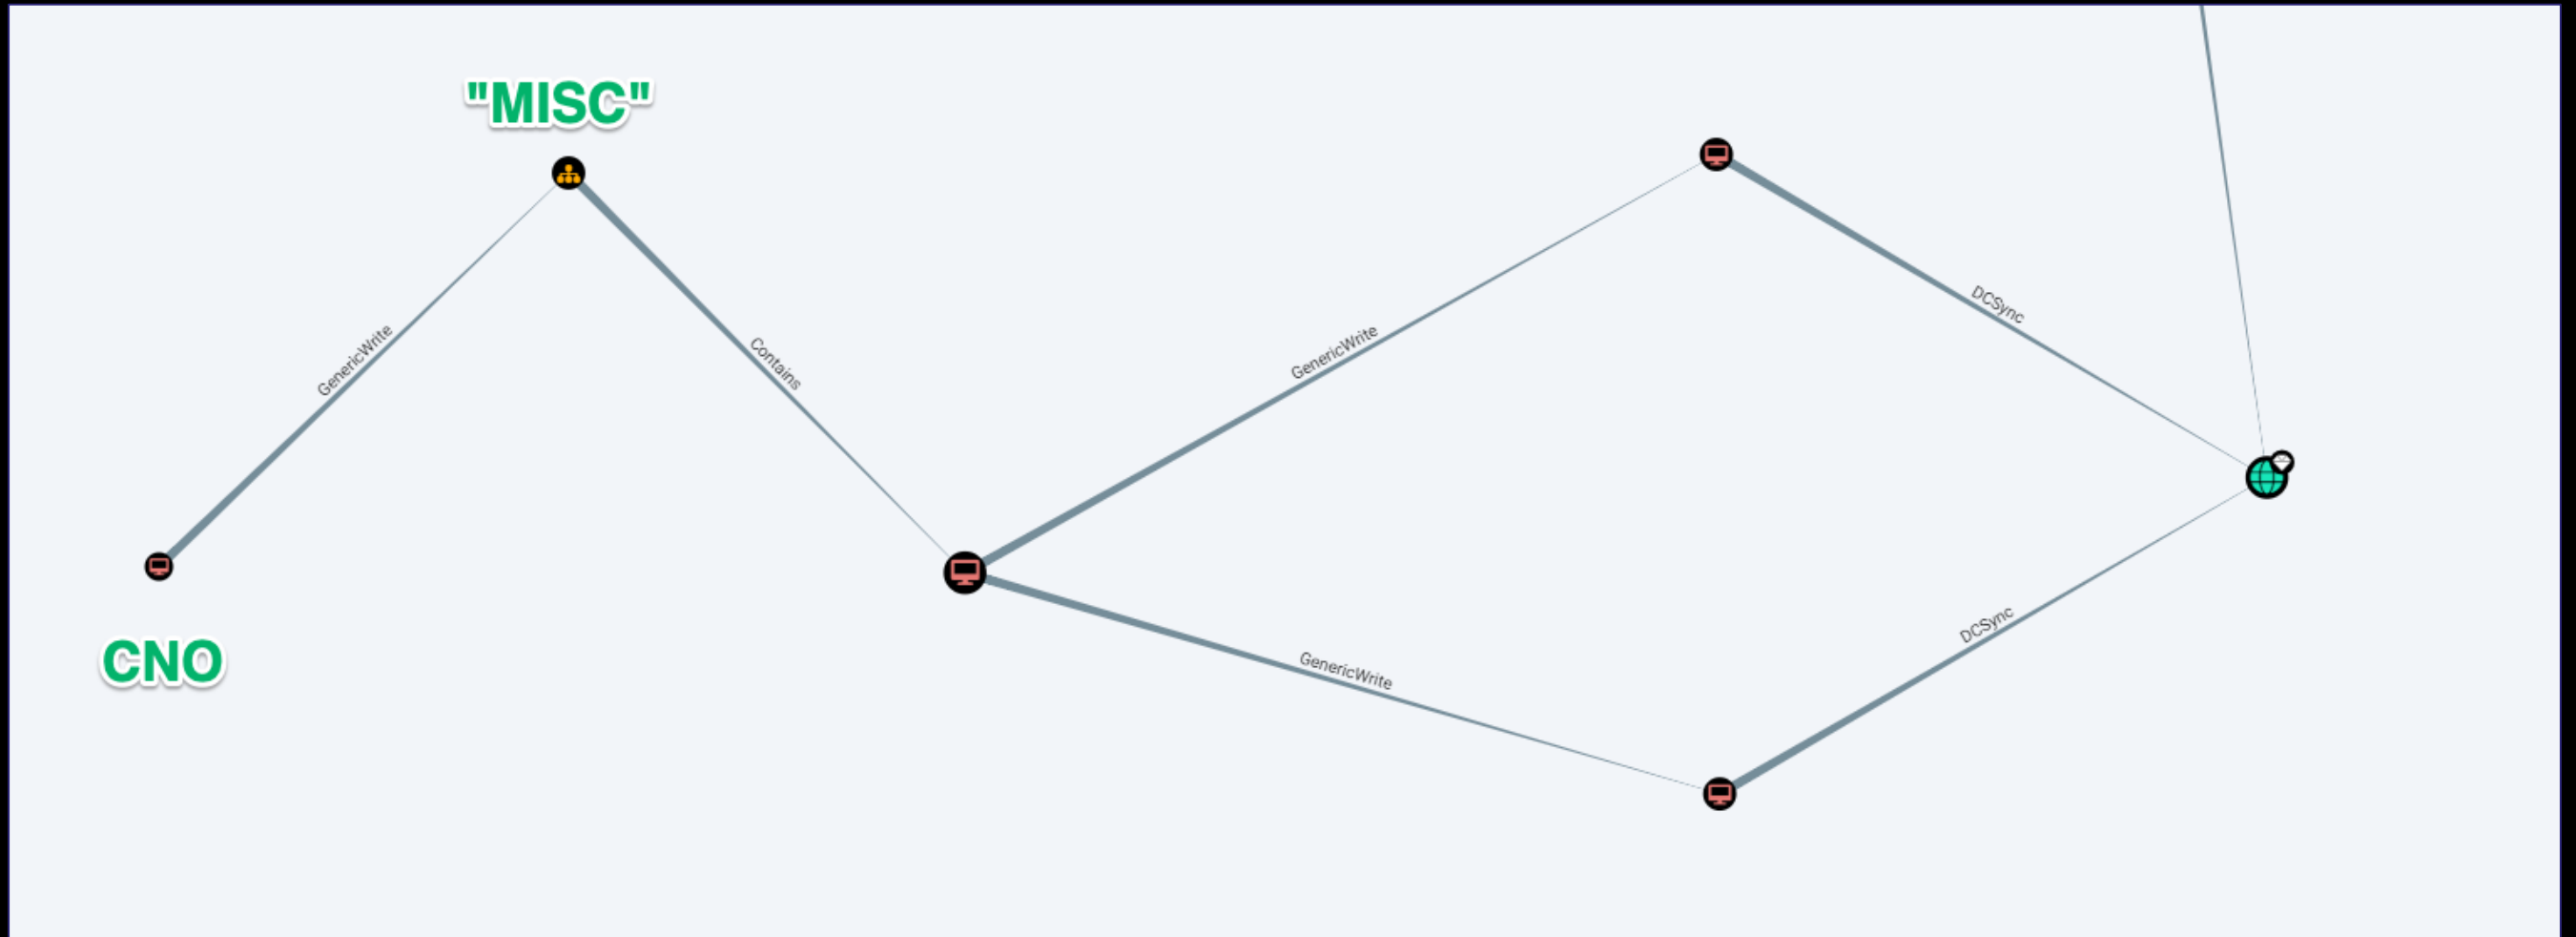 "MISC"
GenericWrite
Contains
GenericWrite
DCSync
CNO
GenericWrite
DCSync